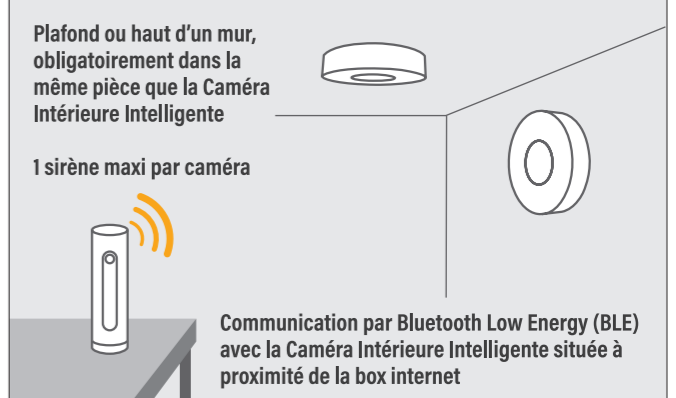 Plafond ou haut d'un mur,
obligatoirement dans la
même pièce que la Caméra
Intérieure Intelligente
1 sirène maxi par caméra
Communication par Bluetooth Low Energy (BLE)
avec la Caméra Intérieure Intelligente située à
proximité de la box internet